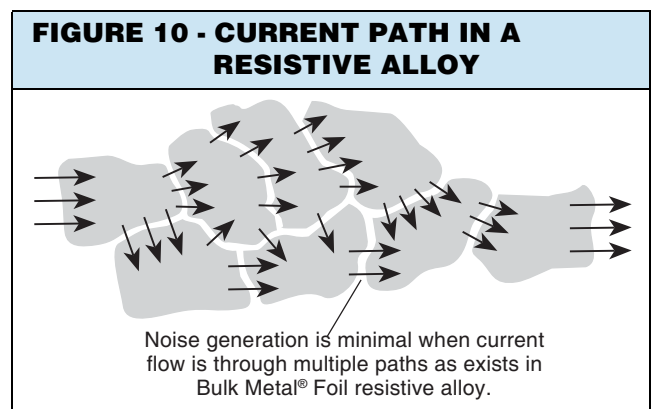 FIGURE 10 - CURRENT PATH IN A
RESISTIVE ALLOY
Noise generation is minimal when current
flow is through multiple paths as exists in
Bulk Metal® Foil resistive alloy.